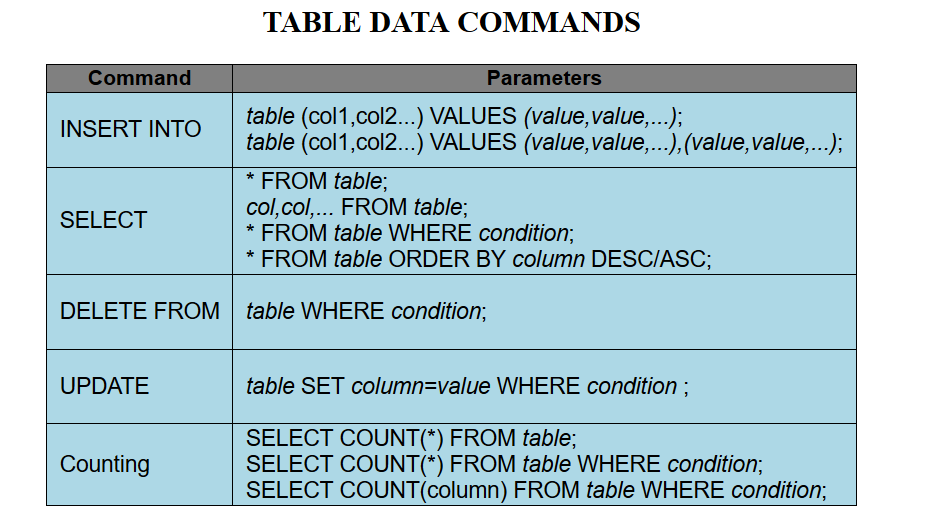 TABLE DATA COMMANDS
Command Parameters
INSERT INTO
table (col1,col2...) VALUES (value,value,...);
table (col1,col2...) VALUES (value,value,...),(value,value,...);
SELECT
* FROM table;
col,col,... FROM table;
* FROM table WHERE condition;
* FROM table ORDER BY column DESC/ASC;
DELETE FROM
table WHERE condition;
UPDATE
table SET column=value WHERE condition ;
Counting
SELECT COUNT(*) FROM table;
SELECT COUNT(*) FROM table WHERE condition;
SELECT COUNT(column) FROM table WHERE condition;